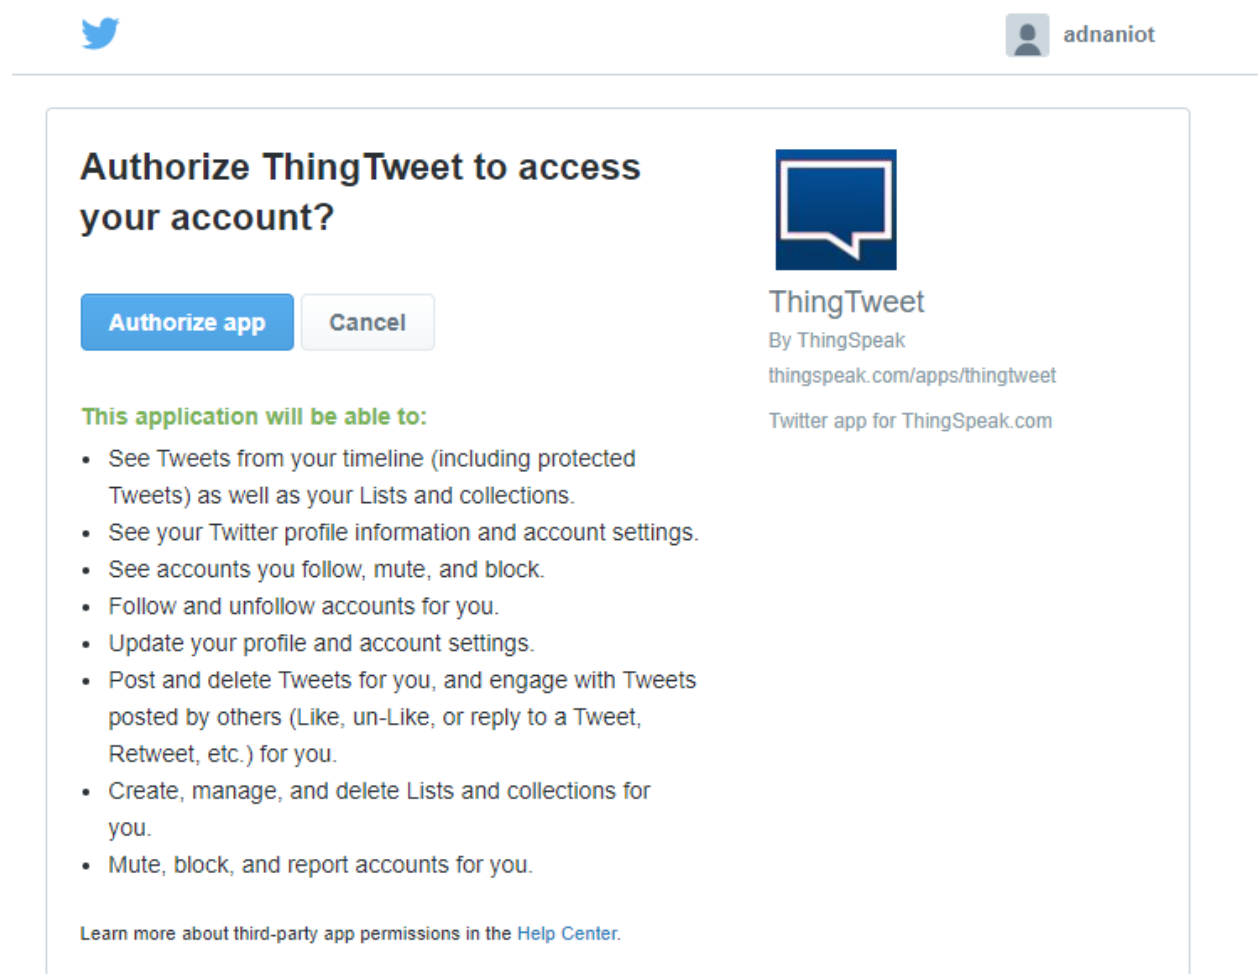 adnaniot
Authorize ThingTweet to access
your account?
Authorize app
Cancel
This application will be able to:
• See Tweets from your timeline (including protected
Tweets) as well as your Lists and collections.
• See your Twitter profile information and account settings.
• See accounts you follow, mute, and block.
• Follow and unfollow accounts for you.
• Update your profile and account settings.
• Post and delete Tweets for you, and engage with Tweets
posted by others (Like, un-Like, or reply to a Tweet,
Retweet, etc.) for you.
• Create, manage, and delete Lists and collections for
you.
• Mute, block, and report accounts for you.
Learn more about third-party app permissions in the Help Center.
ThingTweet
By ThingSpeak
thingspeak.com/apps/thingtweet
Twitter app for ThingSpeak.com